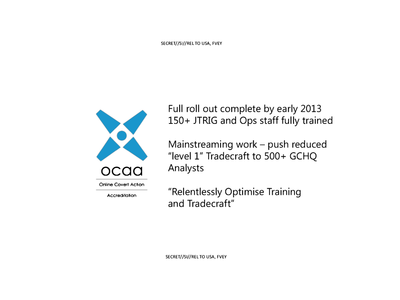 SECRET//SI//REL TO USA, FVEY
Full roll out complete by early 2013
150+ JTRIG and Ops staff fully trained
Mainstreaming work – push reduced
"level 1" Tradecraft to 500+ GCHQ
Analysts
"Relentlessly Optimise Training
and Tradecraft"
ocaa
Online Covert Action
Accreditation
SECRET//SI//REL TO USA, FVEY